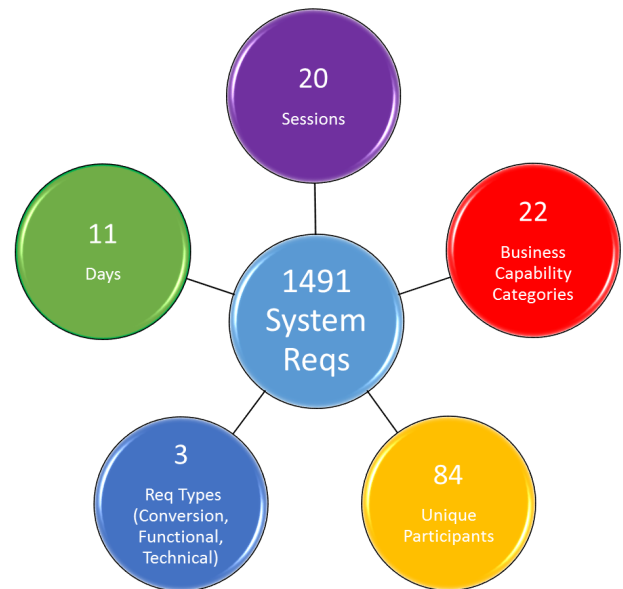 20
Sessions
22
Business
Capability
Categories
11
Days
1491
System
Reqs
3
Req Types
(Conversion,
Functional,
Technical)
84
Unique
Participants